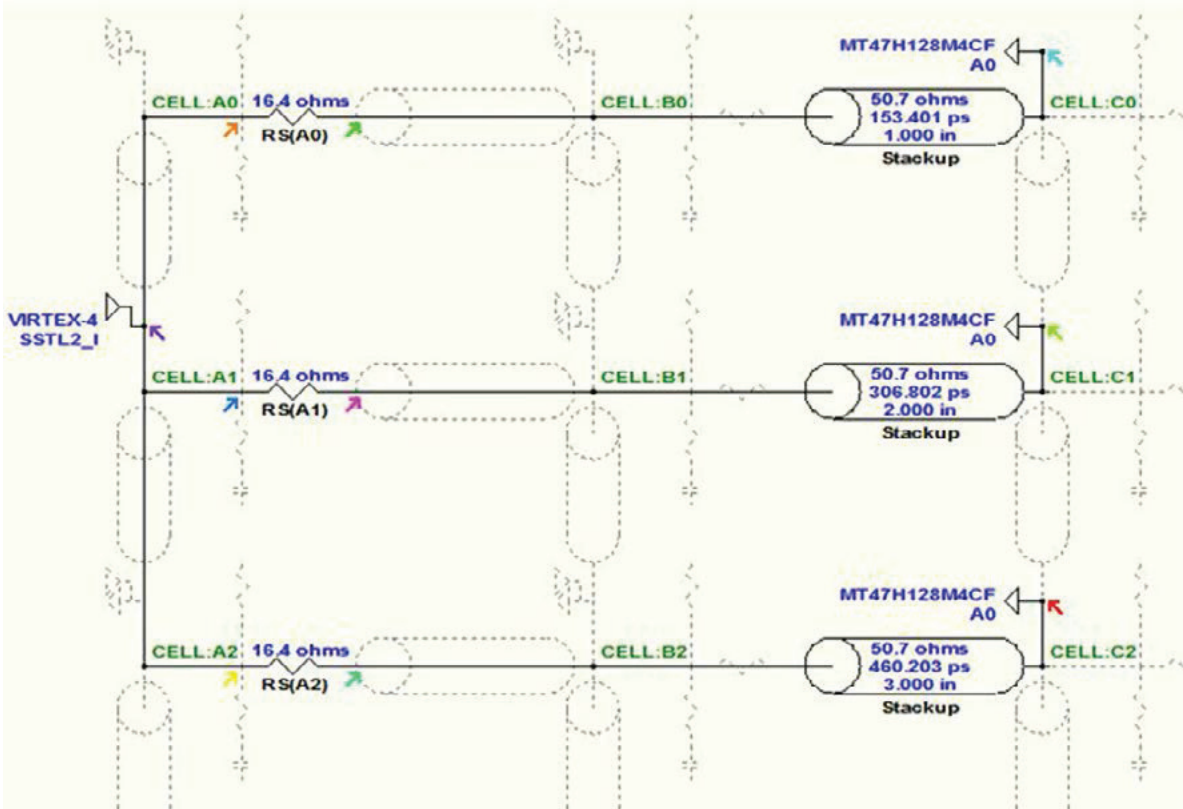 MT47H128M4CF
A0
CELL:A0 16.4 ohms CELL:B0 50.7 ohms CELL:C0
153.401 ps
RS(A0) 1.000 in
Stackup
VIRTEX-4 MT47H128M4CF
SSTL2_I A0
CELL:A1 16.4 ohms CELL:B1 50.7 ohms CELL:C1
306.802 ps
RS(A1) 2.000 in
Stackup
MT47H128M4CF
A0
CELL:A2 16.4 ohms CELL:B2 50.7 ohms CELL:C2
460.203 ps
RS(A2) 3.000 in
Stackup